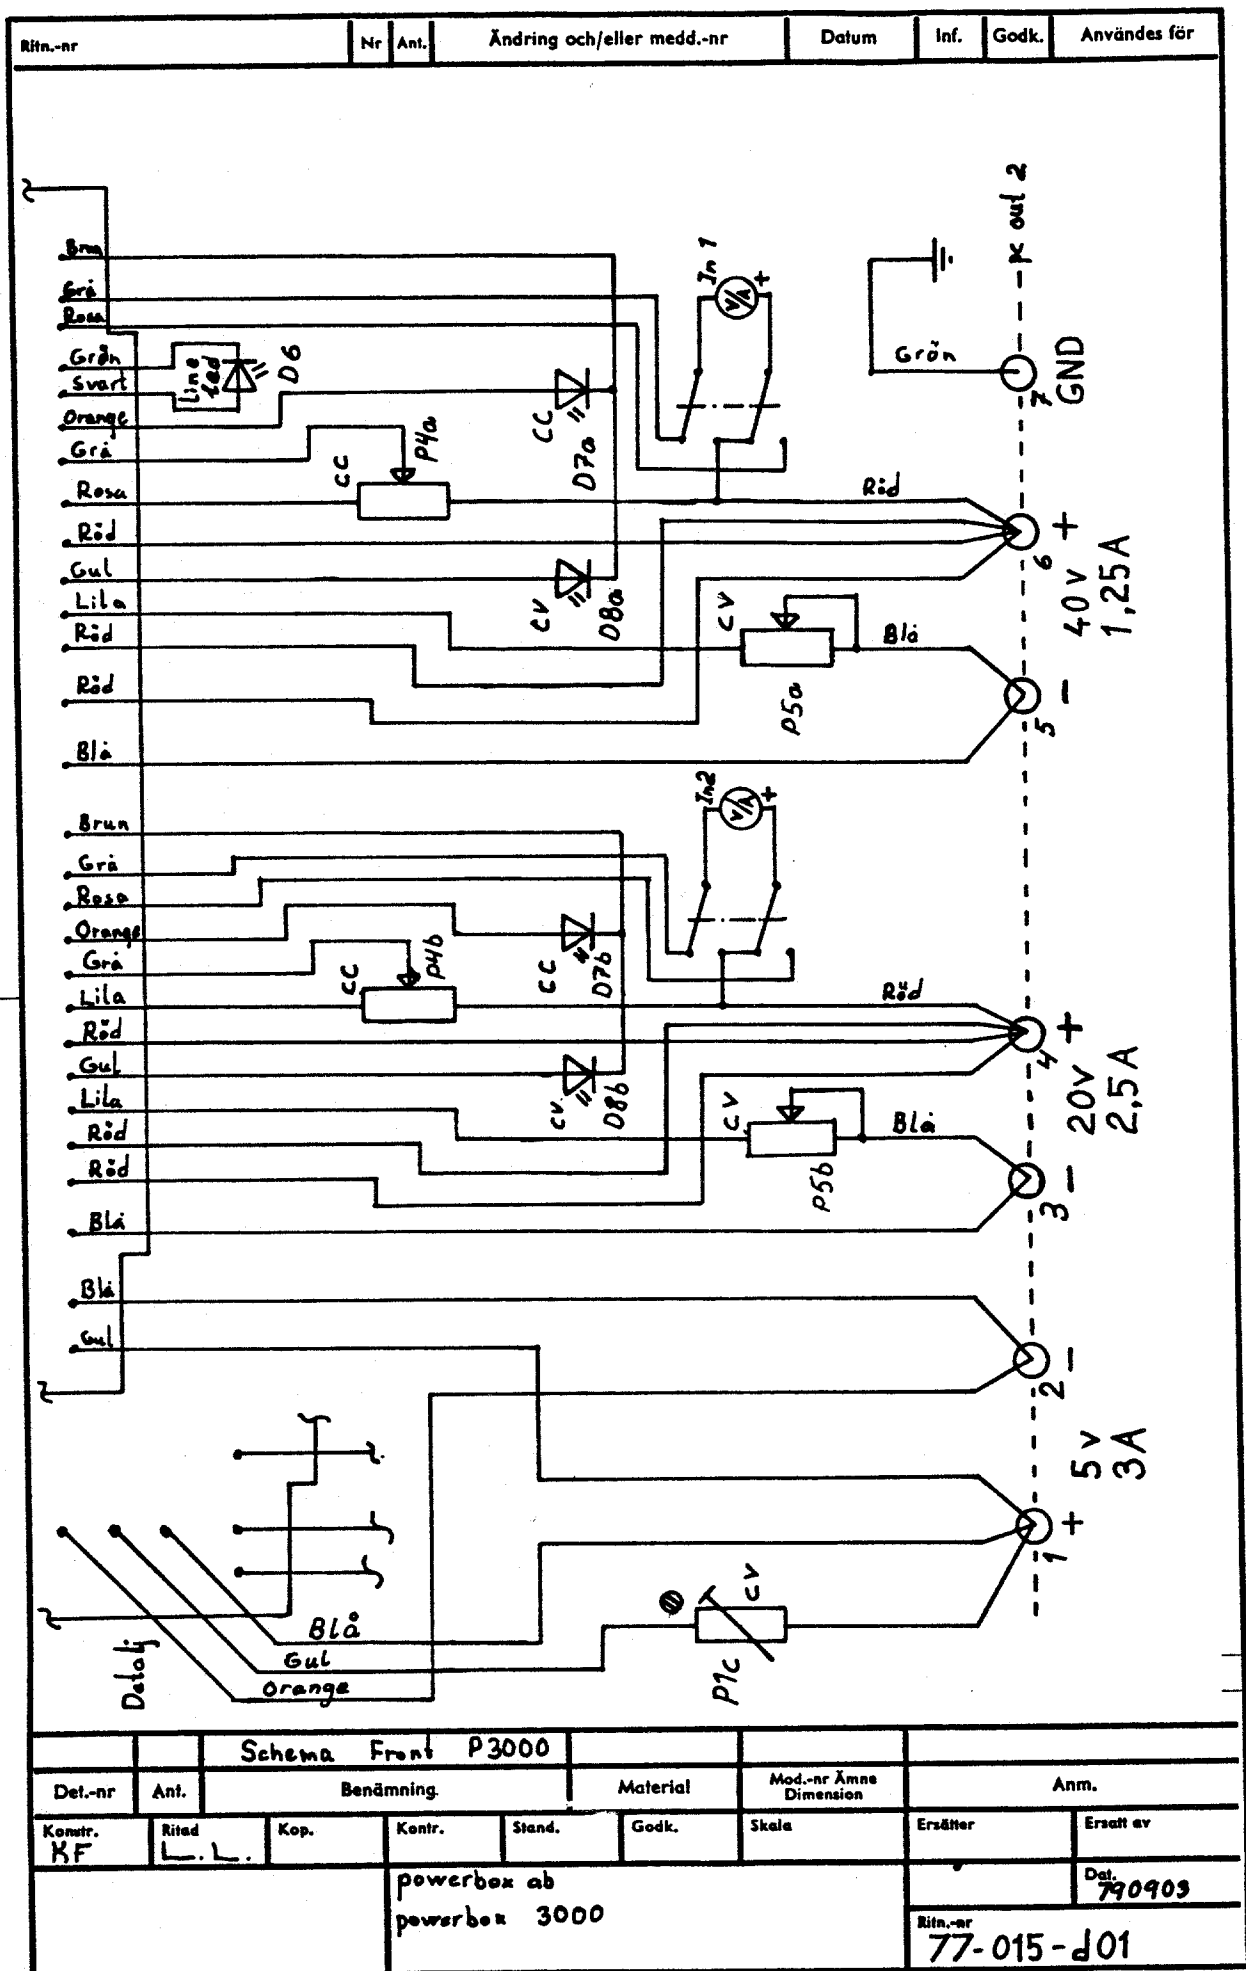 Ritn.-nr
Nr
Ant.
Ändring och/eller medd.-nr
Datum
Inf.
Godk.
Användes för
pc out 2
Brun
Grå
Rosa
Grön
Svart
Orange
Grå
Rosa
Röd
Gul
Lila
Röd
Röd
Blå
line
led
D6
CC
P4a
CC
D7a
CV
D8a
In 1
V/A
+
Grön
7
GND
Röd
6
+
40V
1,25A
CV
P5a
Blå
5
-
Brun
Grå
Rosa
Orange
Grå
Lila
Röd
Gul
Lila
Röd
Röd
Blå
CC
P4b
CC
D7b
CV
D8b
In2
V/A
+
Röd
4
+
20V
2,5A
CV
P5b
Blå
3
-
Blå
Gul
2
-
5V
3A
1
+
CV
P1c
Detalj
Blå
Gul
Orange
Schema Front P3000
Det.-nr
Ant.
Benämning
Material
Mod.-nr Ämne
Dimension
Anm.
Konstr.
KF
Ritad
L.L.
Kop.
Kontr.
Stand.
Godk.
Skala
Ersätter
Ersatt av
powerbox ab
powerbox 3000
Dat.
790903
Ritn.-nr
77-015-d01